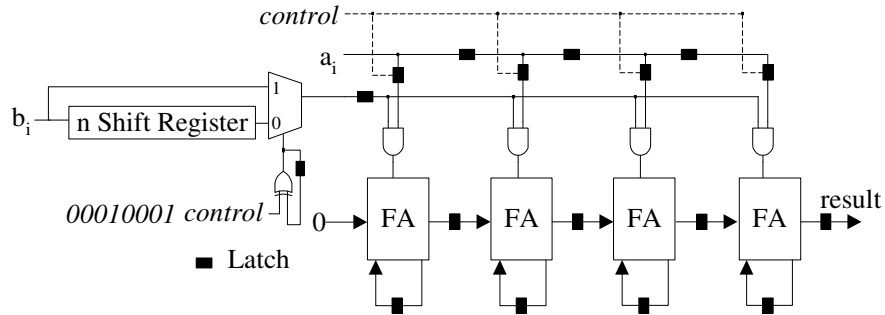 control
a_i
1
b_i
n Shift Register
0
00010001 control
0
FA
FA
FA
FA
result
Latch